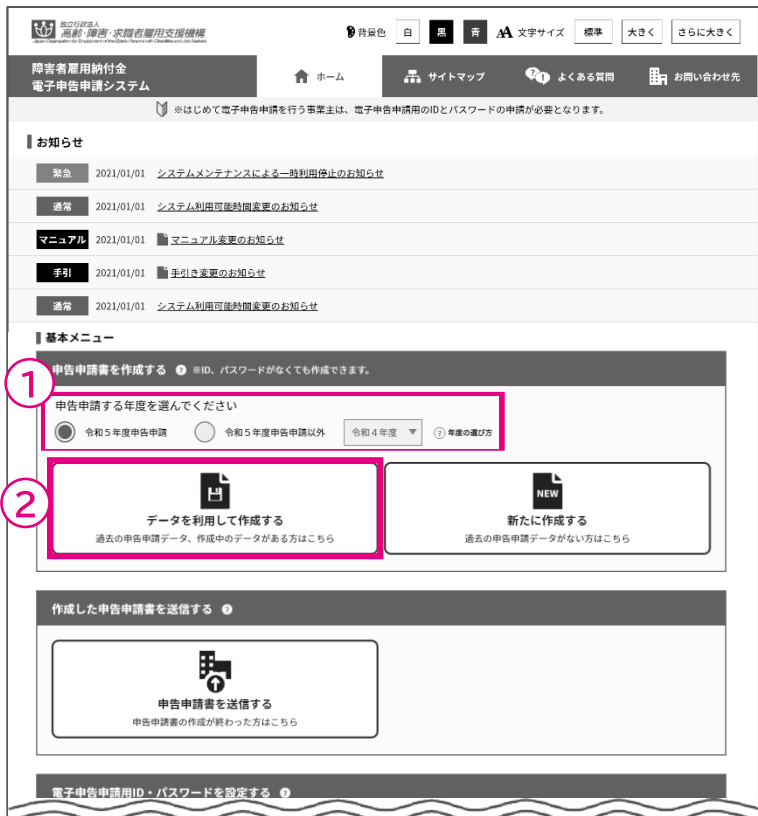 独立行政法人
高齢・障害・求職者雇用支援機構
Japan Organization for Employment of the Elderly, Persons with Disabilities and Job Seekers
背景色 白 黒 青 AA 文字サイズ 標準 大きく さらに大きく
障害者雇用納付金
電子申告申請システム
ホーム サイトマップ よくある質問 お問い合わせ先
※はじめて電子申告申請を行う事業主は、電子申告申請用のIDとパスワードの申請が必要となります。
お知らせ
緊急 2021/01/01 システムメンテナンスによる一時利用停止のお知らせ
通常 2021/01/01 システム利用可能時間変更のお知らせ
マニュアル 2021/01/01 マニュアル変更のお知らせ
手引 2021/01/01 手引き変更のお知らせ
通常 2021/01/01 システム利用可能時間変更のお知らせ
基本メニュー
申告申請書を作成する ? ※ID、パスワードがなくても作成できます。
1
申告申請する年度を選んでください
令和5年度申告申請 令和5年度申告申請以外 令和4年度 ▼ ? 年度の選び方
2
データを利用して作成する
過去の申告申請データ、作成中のデータがある方はこちら
NEW
新たに作成する
過去の申告申請データがない方はこちら
作成した申告申請書を送信する ?
申告申請書を送信する
申告申請書の作成が終わった方はこちら
電子申告申請用ID・パスワードを設定する ?